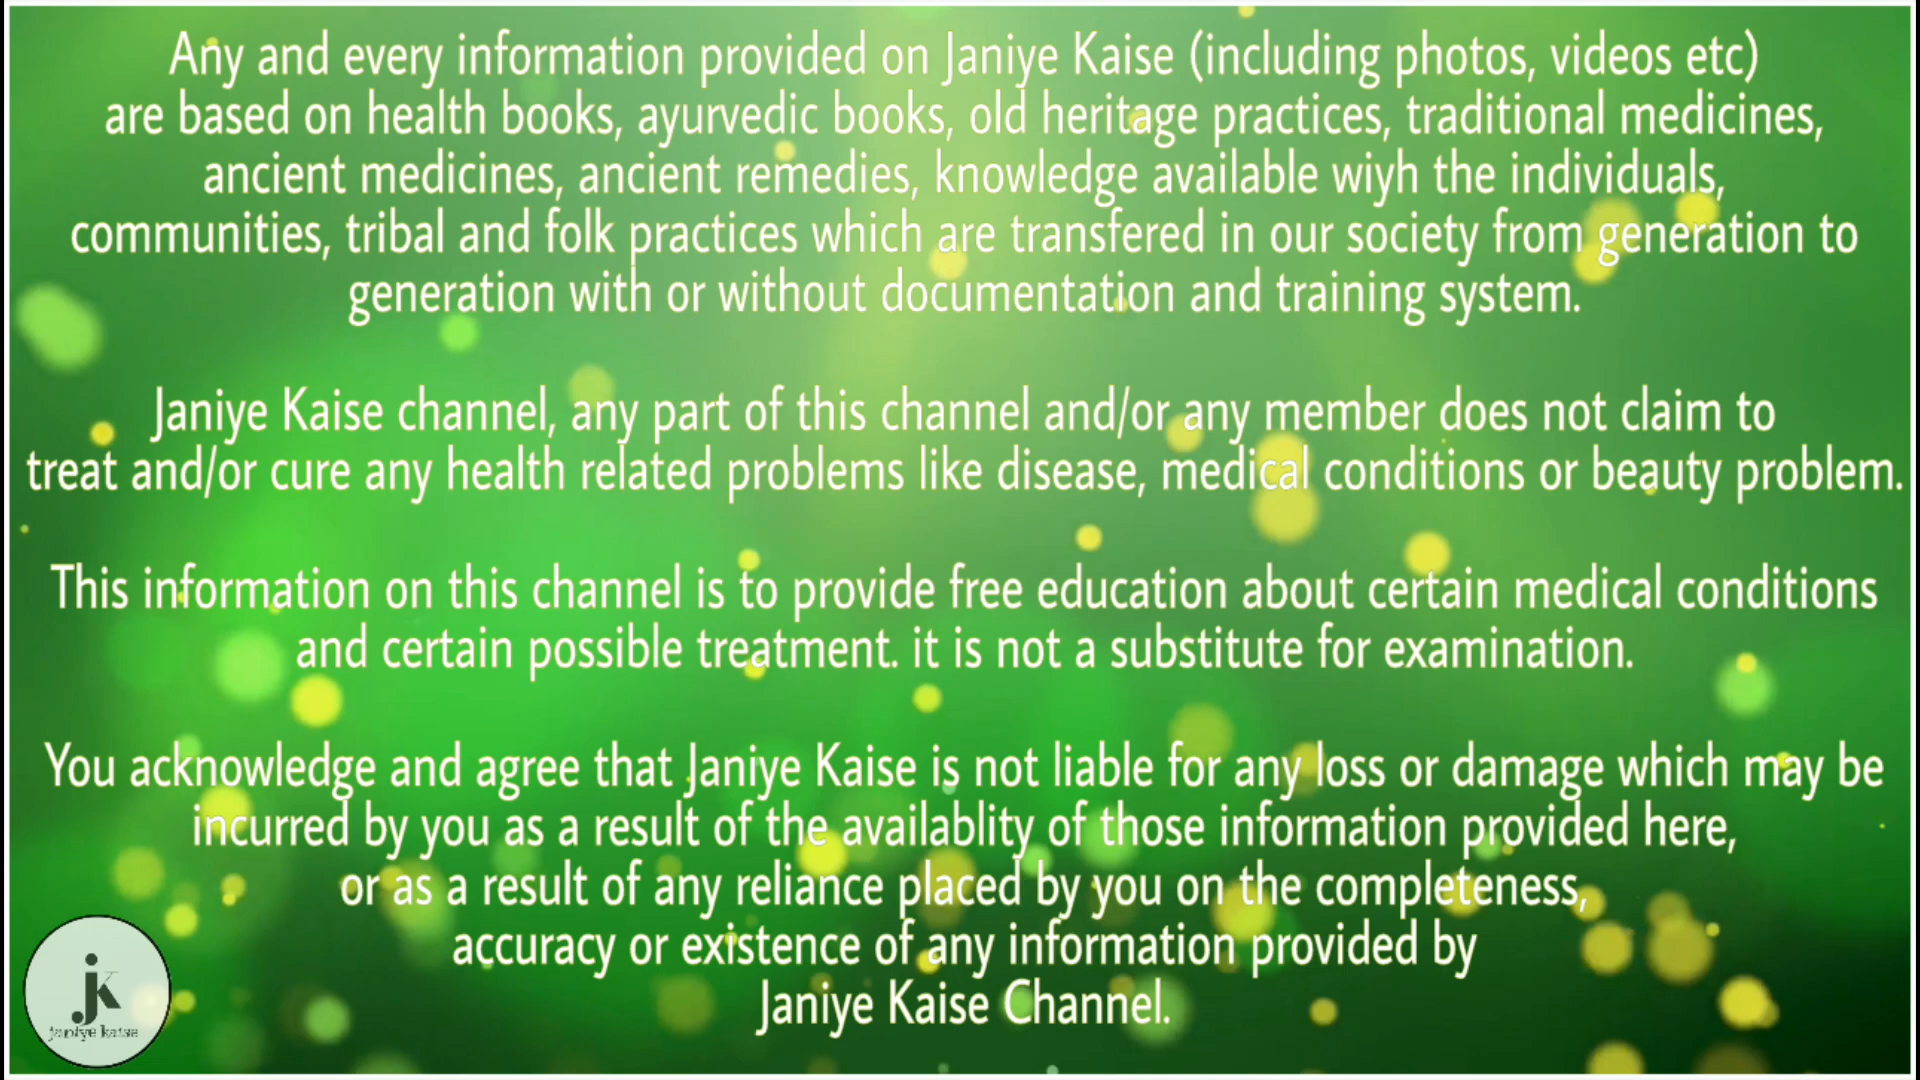 Any and every information provided on Janiye Kaise (including photos, videos etc)
are based on health books, ayurvedic books, old heritage practices, traditional medicines,
ancient medicines, ancient remedies, knowledge available wiyh the individuals,
communities, tribal and folk practices which are transfered in our society from generation to
generation with or without documentation and training system.
Janiye Kaise channel, any part of this channel and/or any member does not claim to
treat and/or cure any health related problems like disease, medical conditions or beauty problem.
This information on this channel is to provide free education about certain medical conditions
and certain possible treatment. it is not a substitute for examination.
You acknowledge and agree that Janiye Kaise is not liable for any loss or damage which may be
incurred by you as a result of the availablity of those information provided here,
or as a result of any reliance placed by you on the completeness,
accuracy or existence of any information provided by
Janiye Kaise Channel.
jk
janiye kaise